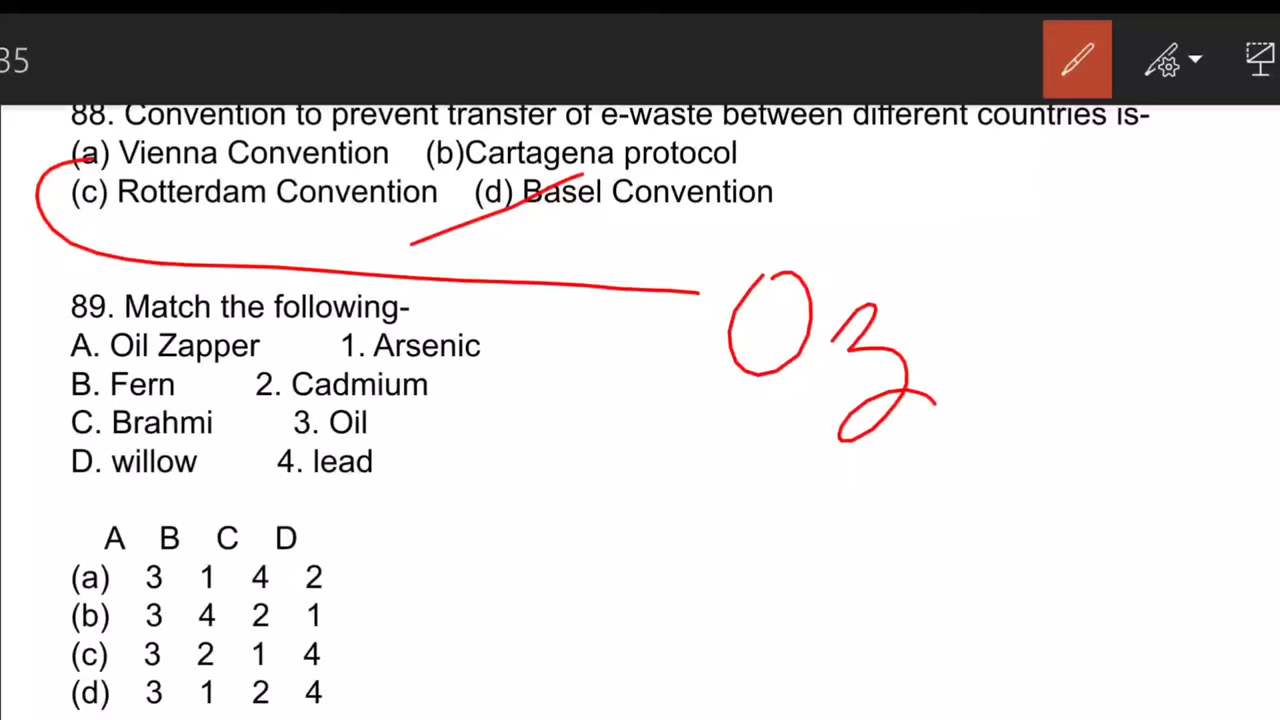 35
88. Convention to prevent transfer of e-waste between different countries is-
(a) Vienna Convention (b)Cartagena protocol
(c) Rotterdam Convention (d) Basel Convention
O3
89. Match the following-
A. Oil Zapper 1. Arsenic
B. Fern 2. Cadmium
C. Brahmi 3. Oil
D. willow 4. lead
A B C D
(a) 3 1 4 2
(b) 3 4 2 1
(c) 3 2 1 4
(d) 3 1 2 4